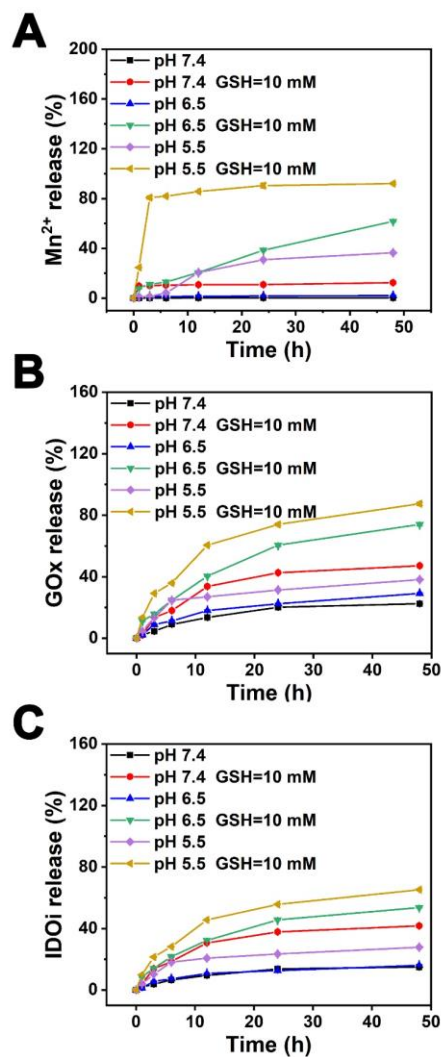 A
200
160
120
80
40
0
Mn²⁺ release (%)
pH 7.4
pH 7.4 GSH=10 mM
pH 6.5
pH 6.5 GSH=10 mM
pH 5.5
pH 5.5 GSH=10 mM
0 10 20 30 40 50
Time (h)
B
160
120
80
40
0
GOx release (%)
pH 7.4
pH 7.4 GSH=10 mM
pH 6.5
pH 6.5 GSH=10 mM
pH 5.5
pH 5.5 GSH=10 mM
0 10 20 30 40 50
Time (h)
C
160
120
80
40
0
IDOi release (%)
pH 7.4
pH 7.4 GSH=10 mM
pH 6.5
pH 6.5 GSH=10 mM
pH 5.5
pH 5.5 GSH=10 mM
0 10 20 30 40 50
Time (h)